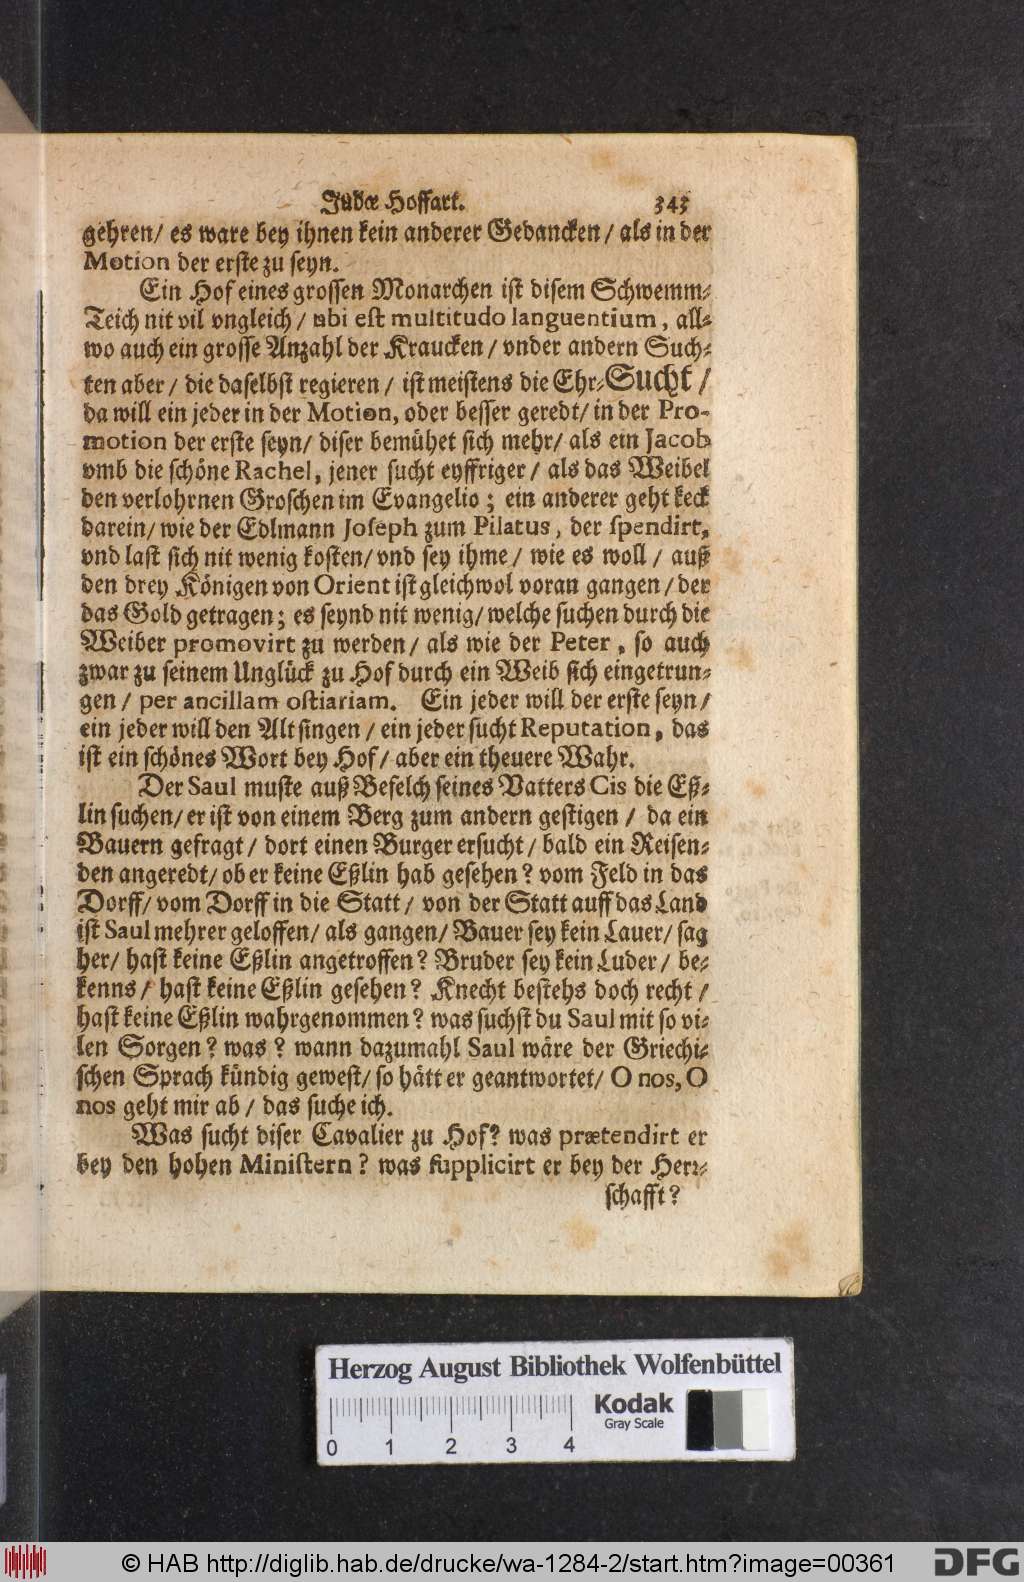 Judæ Hoffart. 343
gehren/ es ware bey ihnen kein anderer Gedancken/ als in der
Motion der erste zu seyn.
Ein Hof eines grossen Monarchen ist disem Schwemm-
Teich nit vil vngleich/ ubi est multitudo languentium, all-
wo auch ein grosse Anzahl der Kraucken/ vnder andern Such-
ten aber/ die daselbst regieren/ ist meistens die Ehr-Sucht/
da will ein jeder in der Motion, oder besser geredt/ in der Pro-
motion der erste seyn/ diser bemühet sich mehr/ als ein Jacob
vmb die schöne Rachel, jener sucht eyffriger/ als das Weibel
den verlohrnen Groschen im Evangelio; ein anderer geht keck
darein/ wie der Edlmann Joseph zum Pilatus, der spendirt,
vnd last sich nit wenig kosten/ vnd sey ihme/ wie es woll/ auß
den drey Königen von Orient ist gleichwol voran gangen/ der
das Gold getragen; es seynd nit wenig/ welche suchen durch die
Weiber promovirt zu werden/ als wie der Peter, so auch
zwar zu seinem Unglück zu Hof durch ein Weib sich eingetrun-
gen/ per ancillam ostiariam. Ein jeder will der erste seyn/
ein jeder will den Alt singen/ ein jeder sucht Reputation, das
ist ein schönes Wort bey Hof/ aber ein theuere Wahr.
Der Saul muste auß Befelch seines Vatters Cis die Eß-
lin suchen/ er ist von einem Berg zum andern gestigen/ da ein
Bauern gefragt/ dort einen Burger ersucht/ bald ein Reisen-
den angeredt/ ob er keine Eßlin hab gesehen? vom Feld in das
Dorff/ vom Dorff in die Statt/ von der Statt auff das Land
ist Saul mehrer geloffen/ als gangen/ Bauer sey kein Lauer/ sag
her/ hast keine Eßlin angetroffen? Bruder sey kein Luder/ be-
kenns/ hast keine Eßlin gesehen? Knecht bestehs doch recht/
hast keine Eßlin wahrgenommen? was suchst du Saul mit so vi-
len Sorgen? was? wann dazumahl Saul wäre der Griechi-
schen Sprach kündig gewest/ so hätt er geantwortet/ O nos, O
nos geht mir ab/ das suche ich.
Was sucht diser Cavalier zu Hof? was prætendirt er
bey den hohen Ministern? was supplicirt er bey der Herr-
schafft?
Herzog August Bibliothek Wolfenbüttel
Kodak
Gray Scale
0 1 2 3 4
© HAB http://diglib.hab.de/drucke/wa-1284-2/start.htm?image=00361
DFG